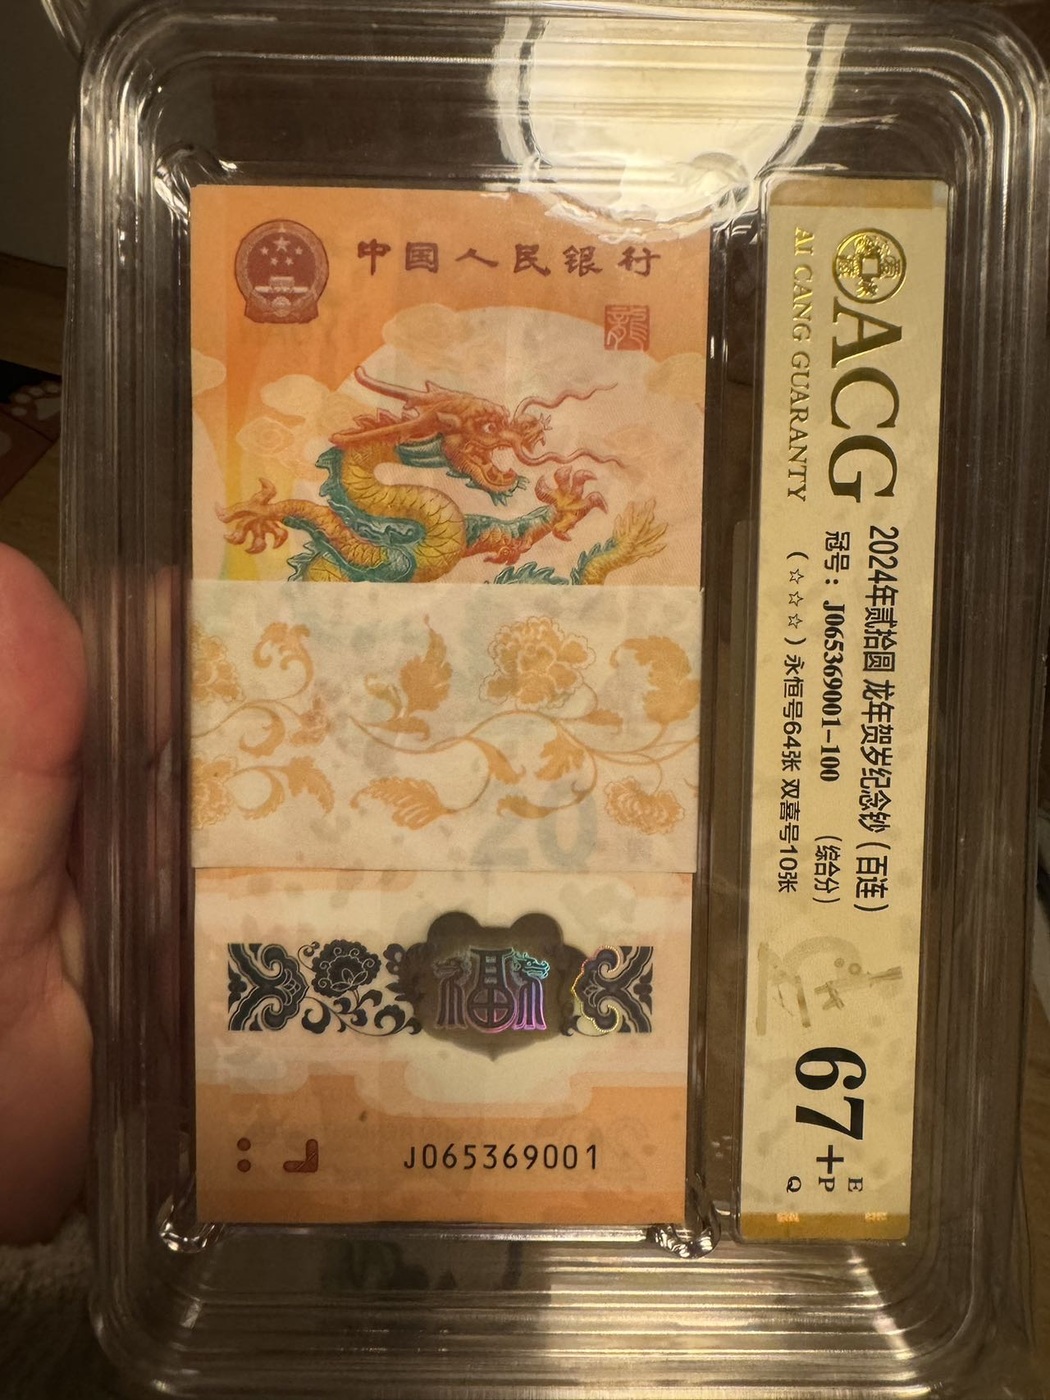 中国人民银行
龍
20
J065369001
ACG
AI CANG GUARANTY
2024年贰拾圆 龙年贺岁纪念钞（百连）
冠号：J065369001-100 （综合分）
（☆☆☆）永恒号64张 双喜号10张
67+
E
P
Q